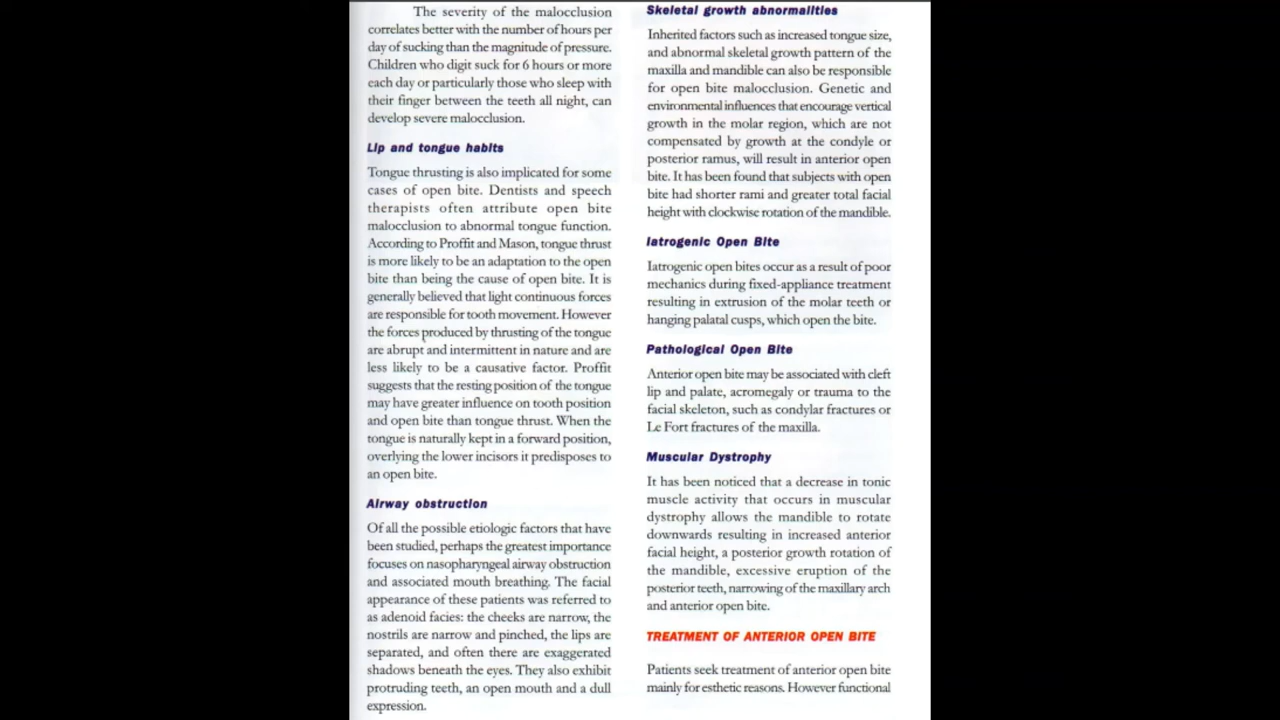 The severity of the malocclusion
correlates better with the number of hours per
day of sucking than the magnitude of pressure.
Children who digit suck for 6 hours or more
each day or particularly those who sleep with
their finger between the teeth all night, can
develop severe malocclusion.
Lip and tongue habits
Tongue thrusting is also implicated for some
cases of open bite. Dentists and speech
therapists often attribute open bite
malocclusion to abnormal tongue function.
According to Proffit and Mason, tongue thrust
is more likely to be an adaptation to the open
bite than being the cause of open bite. It is
generally believed that light continuous forces
are responsible for tooth movement. However
the forces produced by thrusting of the tongue
are abrupt and intermittent in nature and are
less likely to be a causative factor. Proffit
suggests that the resting position of the tongue
may have greater influence on tooth position
and open bite than tongue thrust. When the
tongue is naturally kept in a forward position,
overlying the lower incisors it predisposes to
an open bite.
Airway obstruction
Of all the possible etiologic factors that have
been studied, perhaps the greatest importance
focuses on nasopharyngeal airway obstruction
and associated mouth breathing. The facial
appearance of these patients was referred to
as adenoid facies: the cheeks are narrow, the
nostrils are narrow and pinched, the lips are
separated, and often there are exaggerated
shadows beneath the eyes. They also exhibit
protruding teeth, an open mouth and a dull
expression.
Skeletal growth abnormalities
Inherited factors such as increased tongue size,
and abnormal skeletal growth pattern of the
maxilla and mandible can also be responsible
for open bite malocclusion. Genetic and
environmental influences that encourage vertical
growth in the molar region, which are not
compensated by growth at the condyle or
posterior ramus, will result in anterior open
bite. It has been found that subjects with open
bite had shorter rami and greater total facial
height with clockwise rotation of the mandible.
Iatrogenic Open Bite
Iatrogenic open bites occur as a result of poor
mechanics during fixed-appliance treatment
resulting in extrusion of the molar teeth or
hanging palatal cusps, which open the bite.
Pathological Open Bite
Anterior open bite may be associated with cleft
lip and palate, acromegaly or trauma to the
facial skeleton, such as condylar fractures or
Le Fort fractures of the maxilla.
Muscular Dystrophy
It has been noticed that a decrease in tonic
muscle activity that occurs in muscular
dystrophy allows the mandible to rotate
downwards resulting in increased anterior
facial height, a posterior growth rotation of
the mandible, excessive eruption of the
posterior teeth, narrowing of the maxillary arch
and anterior open bite.
TREATMENT OF ANTERIOR OPEN BITE
Patients seek treatment of anterior open bite
mainly for esthetic reasons. However functional